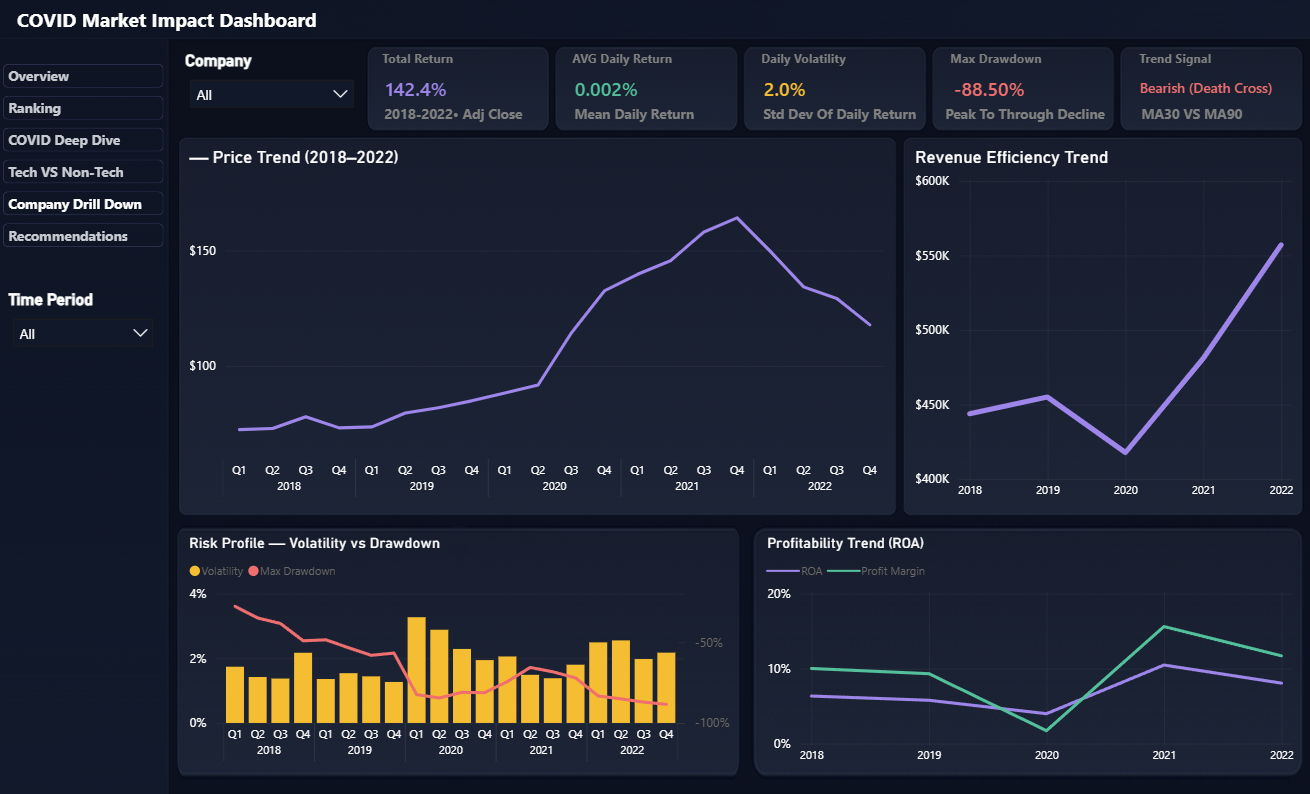 COVID Market Impact Dashboard
Overview
Ranking
COVID Deep Dive
Tech VS Non-Tech
Company Drill Down
Recommendations
Time Period
All
Company
All
Total Return
142.4%
2018-2022• Adj Close
AVG Daily Return
0.002%
Mean Daily Return
Daily Volatility
2.0%
Std Dev Of Daily Return
Max Drawdown
-88.50%
Peak To Through Decline
Trend Signal
Bearish (Death Cross)
MA30 VS MA90
— Price Trend (2018–2022)
$150
$100
Q1 Q2 Q3 Q4 Q1 Q2 Q3 Q4 Q1 Q2 Q3 Q4 Q1 Q2 Q3 Q4 Q1 Q2 Q3 Q4
2018 2019 2020 2021 2022
Revenue Efficiency Trend
$600K
$550K
$500K
$450K
$400K
2018 2019 2020 2021 2022
Risk Profile — Volatility vs Drawdown
Volatility Max Drawdown
4%
-50%
2%
0% -100%
Q1 Q2 Q3 Q4 Q1 Q2 Q3 Q4 Q1 Q2 Q3 Q4 Q1 Q2 Q3 Q4 Q1 Q2 Q3 Q4
2018 2019 2020 2021 2022
Profitability Trend (ROA)
ROA Profit Margin
20%
10%
0%
2018 2019 2020 2021 2022